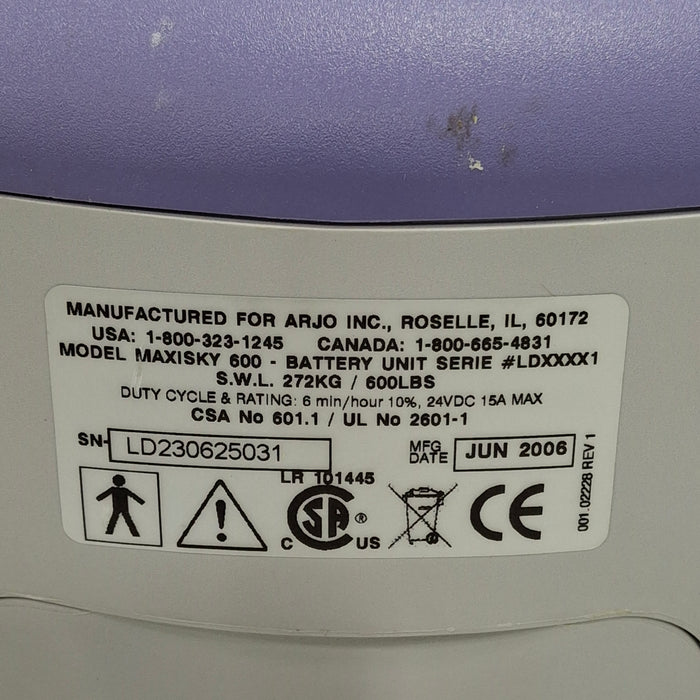 MANUFACTURED FOR ARJO INC., ROSELLE, IL, 60172
USA: 1-800-323-1245 CANADA: 1-800-665-4831
MODEL MAXISKY 600 - BATTERY UNIT SERIE #LDXXXX1
S.W.L. 272KG / 600LBS
DUTY CYCLE & RATING: 6 min/hour 10%, 24VDC 15A MAX
CSA No 601.1 / UL No 2601-1
SN- LD230625031
MFG DATE JUN 2006
LR 101445
C SA ® US
CE
001.02228 REV 1